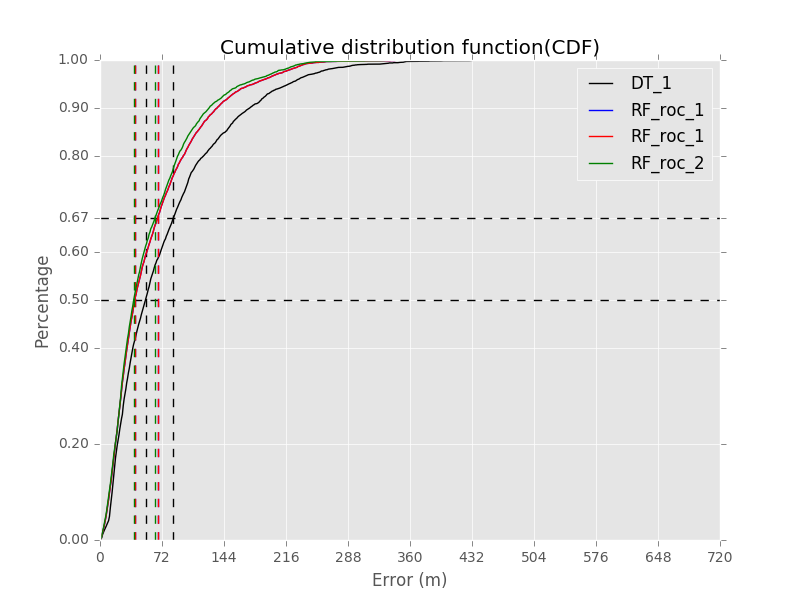 Cumulative distribution function(CDF)
1.00
0.90
0.80
0.67
0.60
0.50
0.40
0.20
0.00
Percentage
DT_1
RF_roc_1
RF_roc_1
RF_roc_2
0 72 144 216 288 360 432 504 576 648 720
Error (m)